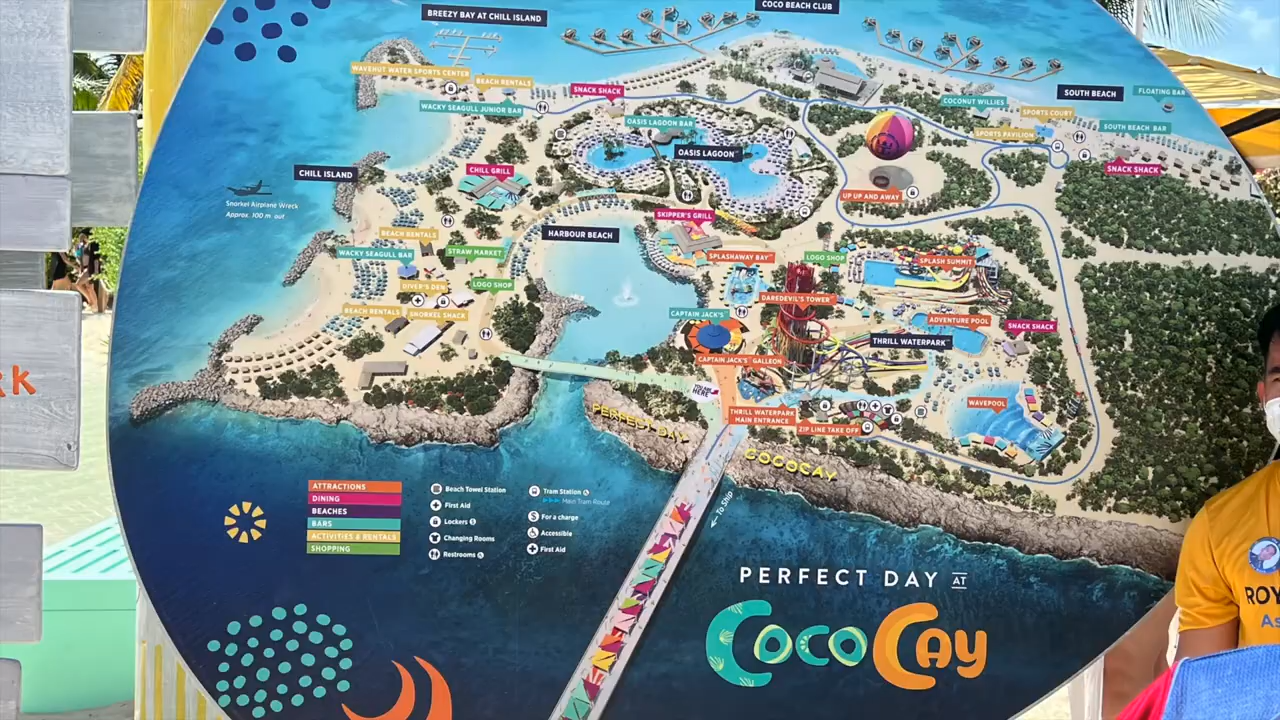 BREEZY BAY AT CHILL ISLAND
COCO BEACH CLUB
WAVEHUT WATER SPORTS CENTER
BEACH RENTALS
SNACK SHACK
WACKY SEAGULL JUNIOR BAR
OASIS LAGOON BAR
OASIS LAGOON
COCONUT WILLIES
SOUTH BEACH
FLOATING BAR
SPORTS COURT
SPORTS PAVILION
SOUTH BEACH BAR
SNACK SHACK
CHILL ISLAND
CHILL GRILL
Snorkel Airplane Wreck
Approx. 100 m. out
UP UP AND AWAY
SKIPPER'S GRILL
BEACH RENTALS
HARBOUR BEACH
WACKY SEAGULL BAR
STRAW MARKET
SPLASHAWAY BAY
LOGO SHOP
SPLASH SUMMIT
DIVER'S DEN
LOGO SHOP
DAREDEVIL'S TOWER
BEACH RENTALS
SNORKEL SHACK
CAPTAIN JACK'S
ADVENTURE POOL
SNACK SHACK
THRILL WATERPARK
CAPTAIN JACK'S GALLEON
YOU ARE
HERE
WAVEPOOL
RK
PERFECT DAY
THRILL WATERPARK
MAIN ENTRANCE
ZIP LINE TAKE OFF
COCOCAY
To Ship
ATTRACTIONS
DINING
BEACHES
BARS
ACTIVITIES & RENTALS
SHOPPING
Beach Towel Station
First Aid
Lockers $
Changing Rooms
Restrooms
Tram Station
Main Tram Route
$ For a charge
Accessible
First Aid
PERFECT DAY AT
COCOCAY
ROY
As